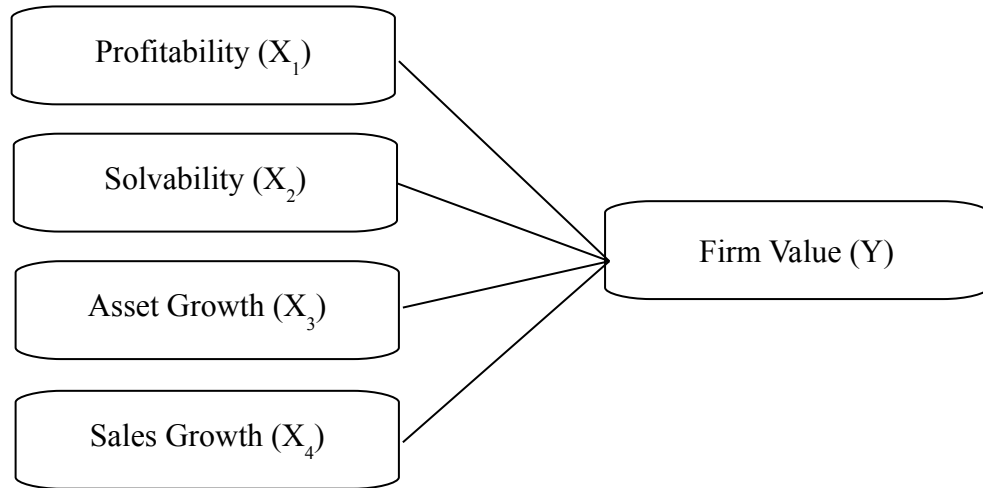 Profitability (X₁)
Solvability (X₂)
Asset Growth (X₃)
Sales Growth (X₄)
Firm Value (Y)